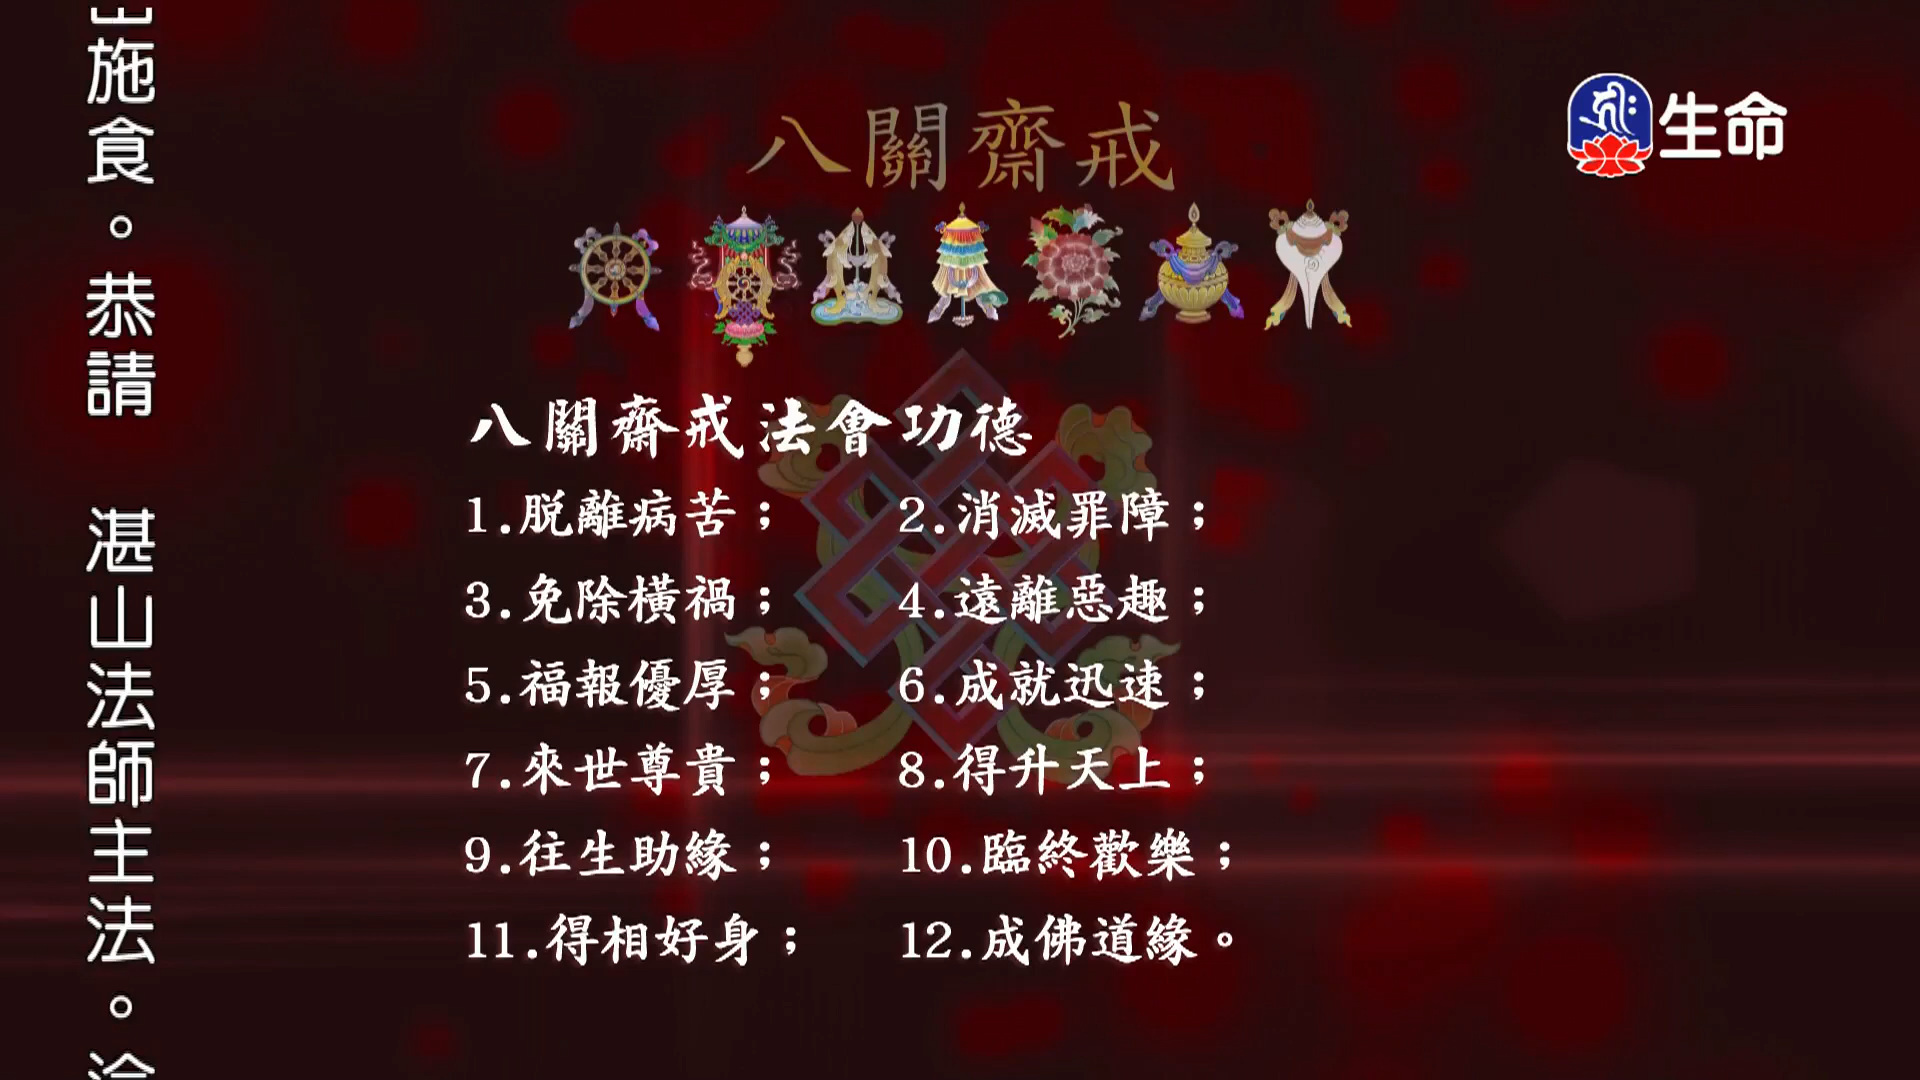 八關齋戒
生命
八關齋戒法會功德
1.脫離病苦； 2.消滅罪障；
3.免除橫禍； 4.遠離惡趣；
5.福報優厚； 6.成就迅速；
7.來世尊貴； 8.得升天上；
9.往生助緣； 10.臨終歡樂；
11.得相好身； 12.成佛道緣。
施食。恭請 湛山法師主法。